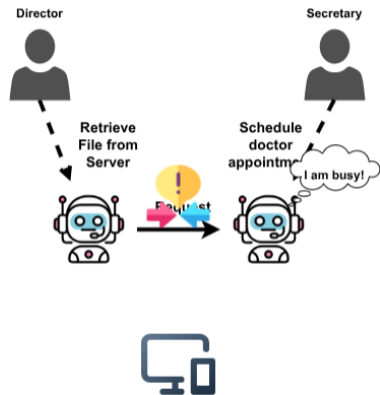 Director
Secretary
Retrieve
File from
Server
Schedule
doctor
I am busy!